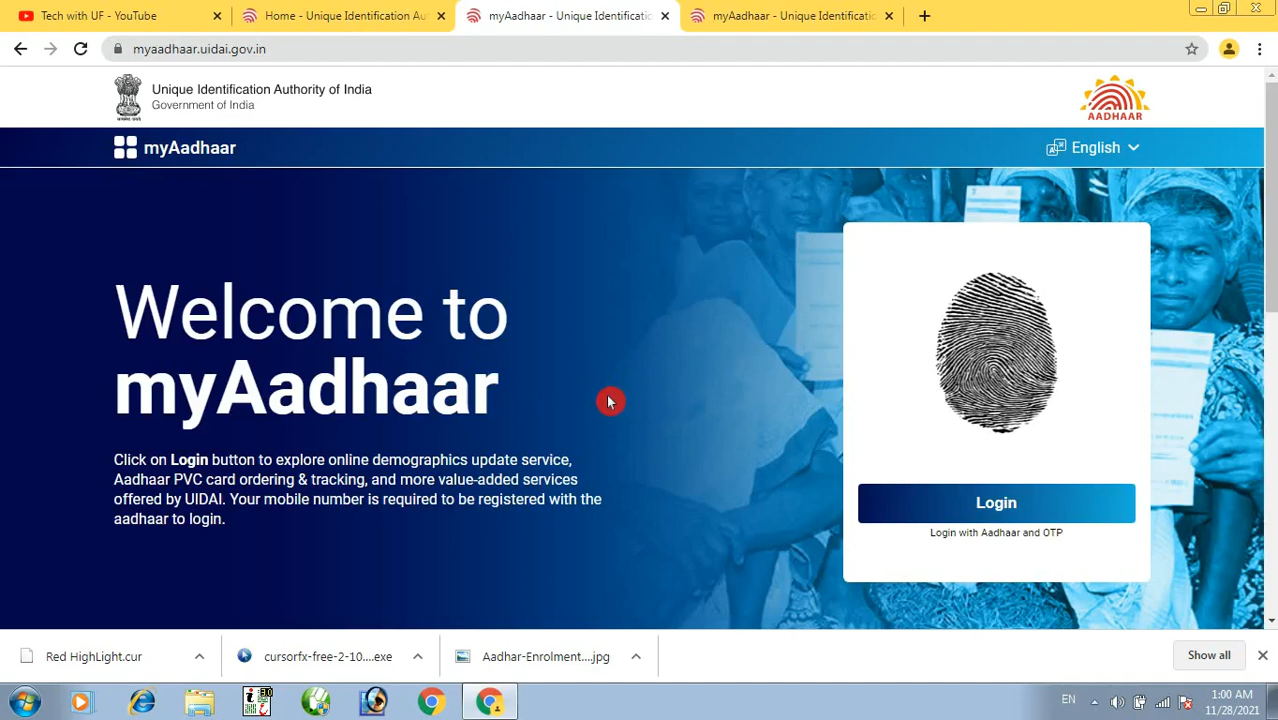 Tech with UF - YouTube
Home - Unique Identification Au
myAadhaar - Unique Identificatio
myAadhaar - Unique Identificatio
myaadhaar.uidai.gov.in
Unique Identification Authority of India
Government of India
AADHAAR
myAadhaar
English
Welcome to
myAadhaar
Click on Login button to explore online demographics update service,
Aadhaar PVC card ordering & tracking, and more value-added services
offered by UIDAI. Your mobile number is required to be registered with the
aadhaar to login.
Login
Login with Aadhaar and OTP
Red HighLight.cur
cursorfx-free-2-10....exe
Aadhar-Enrolment....jpg
Show all
EN
1:00 AM
11/28/2021